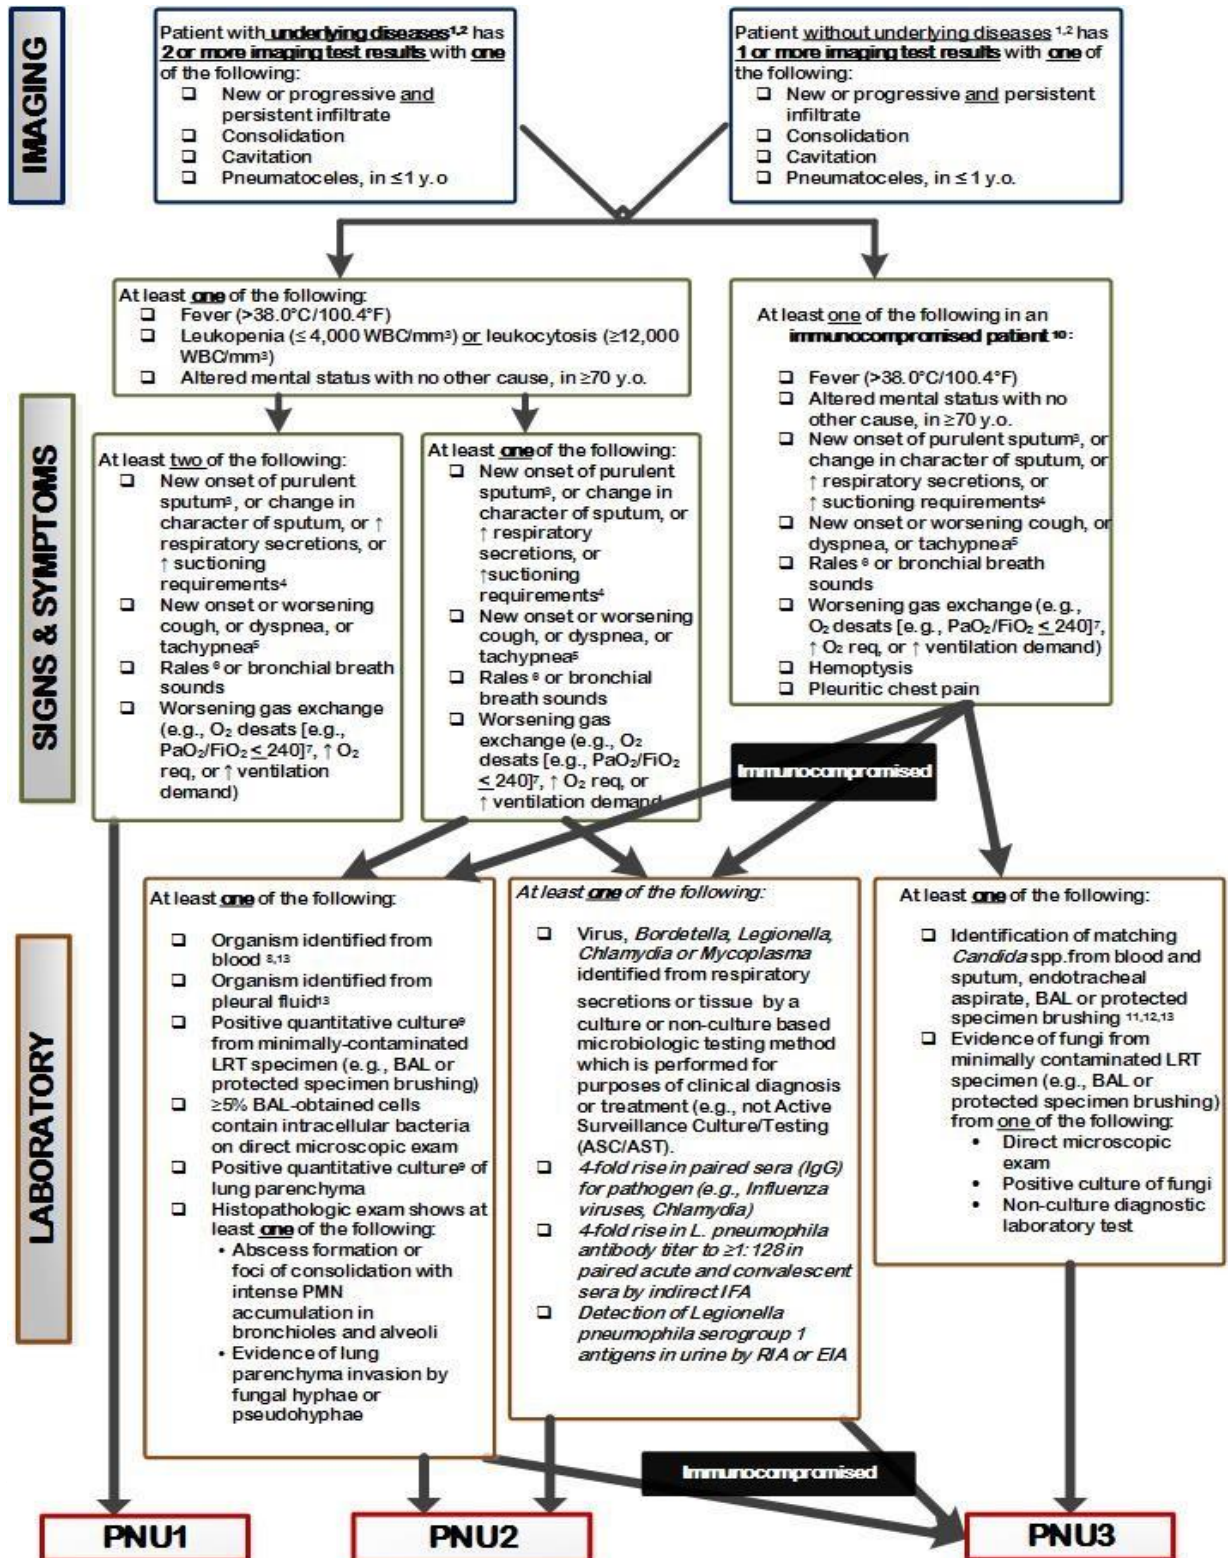 IMAGING
Patient with underlying diseases¹,² has
2 or more imaging test results with one
of the following:
❑ New or progressive and
persistent infiltrate
❑ Consolidation
❑ Cavitation
❑ Pneumatoceles, in ≤1 y.o
Patient without underlying diseases ¹,² has
1 or more imaging test results with one of
the following:
❑ New or progressive and persistent
infiltrate
❑ Consolidation
❑ Cavitation
❑ Pneumatoceles, in ≤ 1 y.o.
SIGNS & SYMPTOMS
At least one of the following:
❑ Fever (>38.0°C/100.4°F)
❑ Leukopenia (≤ 4,000 WBC/mm³) or leukocytosis (≥12,000
WBC/mm³)
❑ Altered mental status with no other cause, in ≥70 y.o.
At least one of the following in an
immunocompromised patient ¹⁰:
❑ Fever (>38.0°C/100.4°F)
❑ Altered mental status with no
other cause, in ≥70 y.o.
❑ New onset of purulent sputum³, or
change in character of sputum, or
↑ respiratory secretions, or
↑ suctioning requirements⁴
❑ New onset or worsening cough, or
dyspnea, or tachypnea⁵
❑ Rales ⁶ or bronchial breath
sounds
❑ Worsening gas exchange (e.g.,
O₂ desats [e.g., PaO₂/FiO₂ ≤ 240]⁷,
↑ O₂ req, or ↑ ventilation demand)
❑ Hemoptysis
❑ Pleuritic chest pain
At least two of the following:
❑ New onset of purulent
sputum³, or change in
character of sputum, or ↑
respiratory secretions, or
↑ suctioning
requirements⁴
❑ New onset or worsening
cough, or dyspnea, or
tachypnea⁵
❑ Rales ⁶ or bronchial breath
sounds
❑ Worsening gas exchange
(e.g., O₂ desats [e.g.,
PaO₂/FiO₂ ≤ 240]⁷, ↑ O₂
req, or ↑ ventilation
demand)
At least one of the following:
❑ New onset of purulent
sputum³, or change in
character of sputum, or
↑ respiratory
secretions, or
↑suctioning
requirements⁴
❑ New onset or worsening
cough, or dyspnea, or
tachypnea⁵
❑ Rales ⁶ or bronchial
breath sounds
❑ Worsening gas
exchange (e.g., O₂
desats [e.g., PaO₂/FiO₂
≤ 240]⁷, ↑ O₂ req, or
↑ ventilation demand
Immunocompromised
LABORATORY
At least one of the following:
❑ Organism identified from
blood ⁸,¹³
❑ Organism identified from
pleural fluid¹³
❑ Positive quantitative culture⁹
from minimally-contaminated
LRT specimen (e.g., BAL or
protected specimen brushing)
❑ ≥5% BAL-obtained cells
contain intracellular bacteria
on direct microscopic exam
❑ Positive quantitative culture⁹ of
lung parenchyma
❑ Histopathologic exam shows at
least one of the following:
• Abscess formation or
foci of consolidation with
intense PMN
accumulation in
bronchioles and alveoli
• Evidence of lung
parenchyma invasion by
fungal hyphae or
pseudohyphae
At least one of the following:
❑ Virus, Bordetella, Legionella,
Chlamydia or Mycoplasma
identified from respiratory
secretions or tissue by a
culture or non-culture based
microbiologic testing method
which is performed for
purposes of clinical diagnosis
or treatment (e.g., not Active
Surveillance Culture/Testing
(ASC/AST).
❑ 4-fold rise in paired sera (IgG)
for pathogen (e.g., Influenza
viruses, Chlamydia)
❑ 4-fold rise in L. pneumophila
antibody titer to ≥1:128 in
paired acute and convalescent
sera by indirect IFA
❑ Detection of Legionella
pneumophila serogroup 1
antigens in urine by RIA or EIA
At least one of the following:
❑ Identification of matching
Candida spp.from blood and
sputum, endotracheal
aspirate, BAL or protected
specimen brushing ¹¹,¹²,¹³
❑ Evidence of fungi from
minimally contaminated LRT
specimen (e.g., BAL or
protected specimen brushing)
from one of the following:
• Direct microscopic
exam
• Positive culture of fungi
• Non-culture diagnostic
laboratory test
Immunocompromised
PNU1
PNU2
PNU3